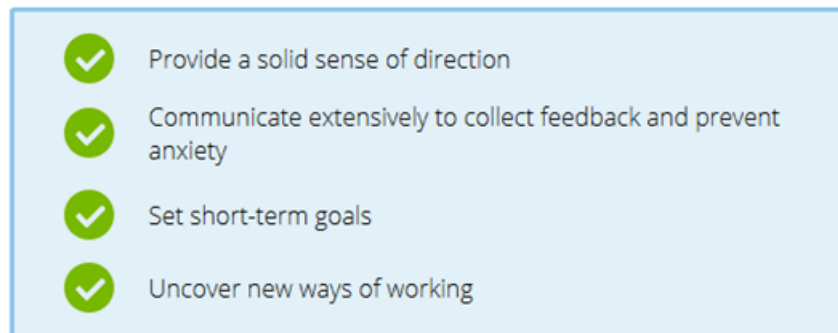 Provide a solid sense of direction
Communicate extensively to collect feedback and prevent
anxiety
Set short-term goals
Uncover new ways of working